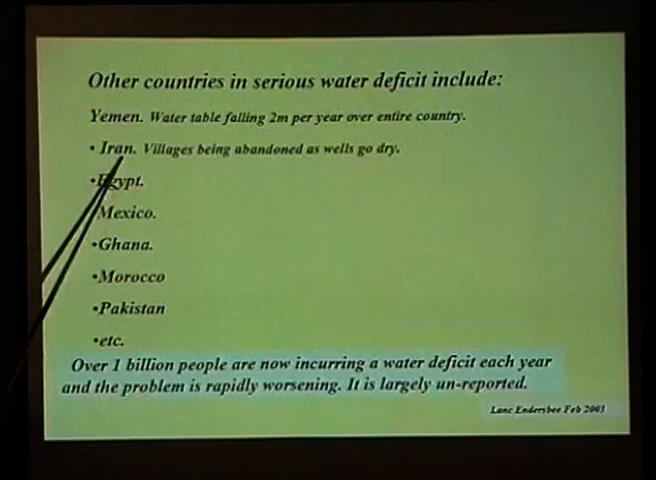 Other countries in serious water deficit include:
Yemen. Water table falling 2m per year over entire country.
• Iran. Villages being abandoned as wells go dry.
•Egypt.
Mexico.
•Ghana.
•Morocco
•Pakistan
•etc.
Over 1 billion people are now incurring a water deficit each year
and the problem is rapidly worsening. It is largely un-reported.
Lanc Endersbee Feb 2003